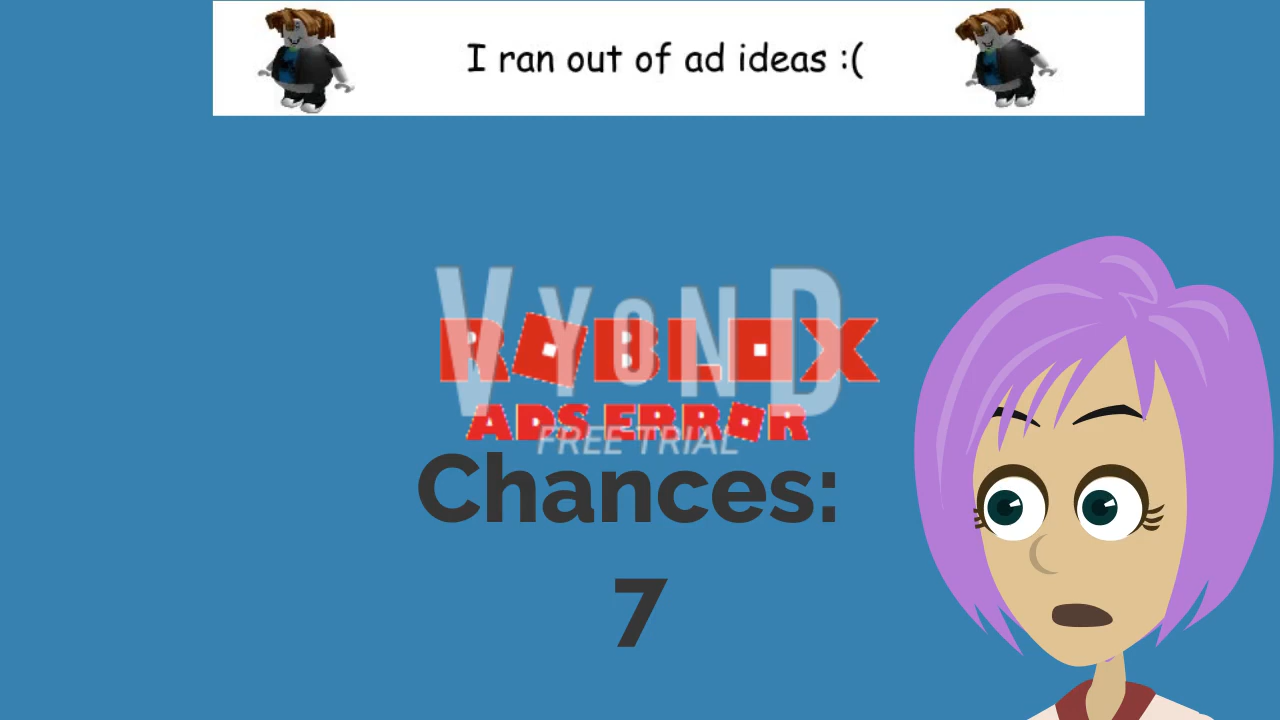 I ran out of ad ideas :(
VYOND
ROBLOX
ADS ERROR
FREE TRIAL
Chances:
7